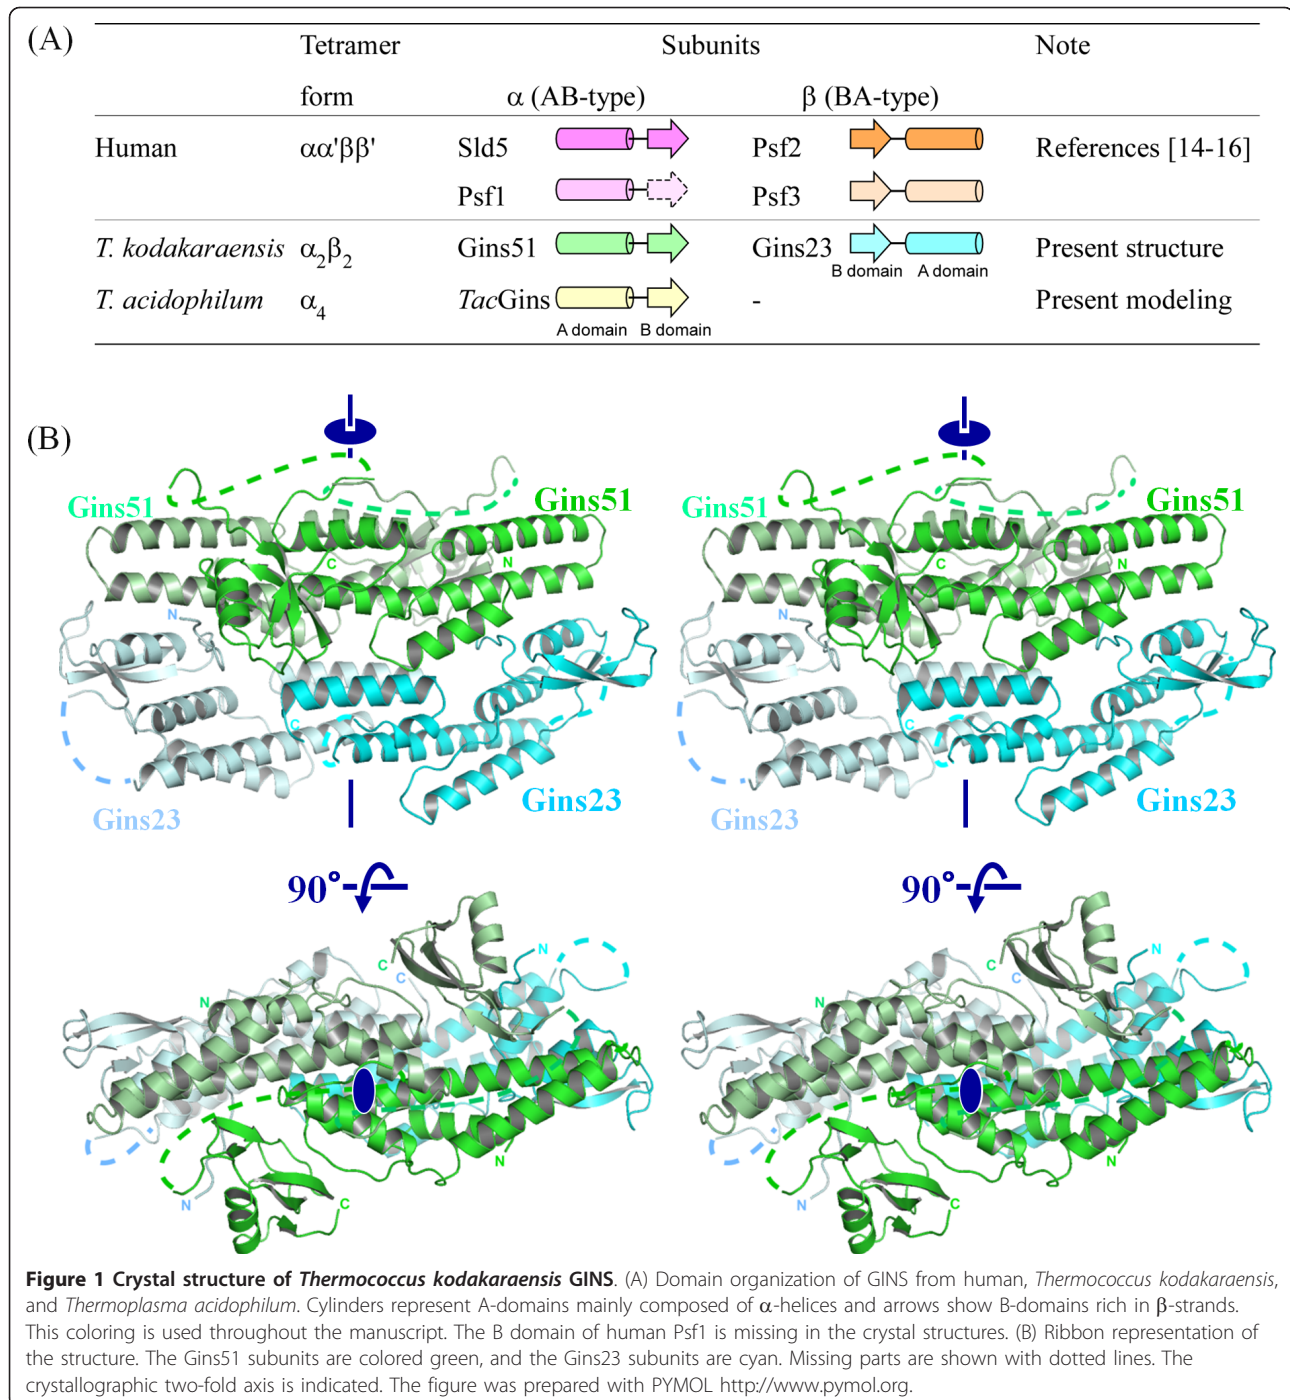 (A)
Tetramer Subunits Note
form α (AB-type) β (BA-type)
Human αα'ββ' Sld5 Psf2 References [14-16]
Psf1 Psf3
T. kodakaraensis α2β2 Gins51 Gins23 Present structure
B domain A domain
T. acidophilum α4 TacGins - Present modeling
A domain B domain
(B)
Gins51 Gins51 Gins51 Gins51
C N C N
N N
C C
Gins23 Gins23 Gins23 Gins23
90° 90°
N N
C C C C
N N
N N
N C N C
Figure 1 Crystal structure of Thermococcus kodakaraensis GINS. (A) Domain organization of GINS from human, Thermococcus kodakaraensis,
and Thermoplasma acidophilum. Cylinders represent A-domains mainly composed of α-helices and arrows show B-domains rich in β-strands.
This coloring is used throughout the manuscript. The B domain of human Psf1 is missing in the crystal structures. (B) Ribbon representation of
the structure. The Gins51 subunits are colored green, and the Gins23 subunits are cyan. Missing parts are shown with dotted lines. The
crystallographic two-fold axis is indicated. The figure was prepared with PYMOL http://www.pymol.org.